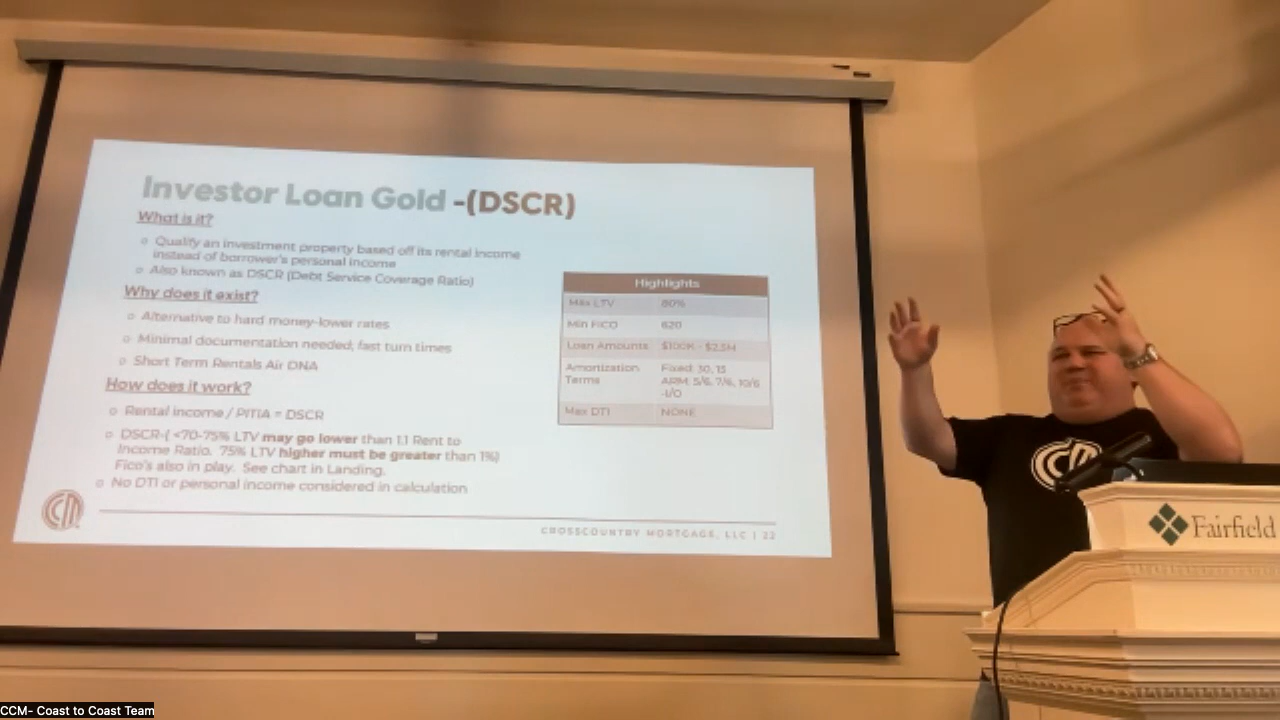 Investor Loan Gold -(DSCR)
What is it?
Qualify an investment property based off its rental income
instead of borrower's personal income
Also known as DSCR (Debt Service Coverage Ratio)
Why does it exist?
Alternative to hard money-lower rates
Minimal documentation needed, fast turn times
Short Term Rentals Air DNA
How does it work?
Rental income / PITIA = DSCR
DSCR-( <70-75% LTV may go lower than 1.1 Rent to
Income Ratio. 75% LTV higher must be greater than 1%)
Fico's also in play. See chart in Landing.
No DTI or personal income considered in calculation
Highlights
Max LTV 80%
Min FICO 620
Loan Amounts $100K - $2.5M
Amortization Terms
Fixed: 30, 15
ARM: 5/6, 7/6, 10/6
-I/O
Max DTI NONE
CROSSCOUNTRY MORTGAGE, LLC | 22
Fairfield
CCM- Coast to Coast Team